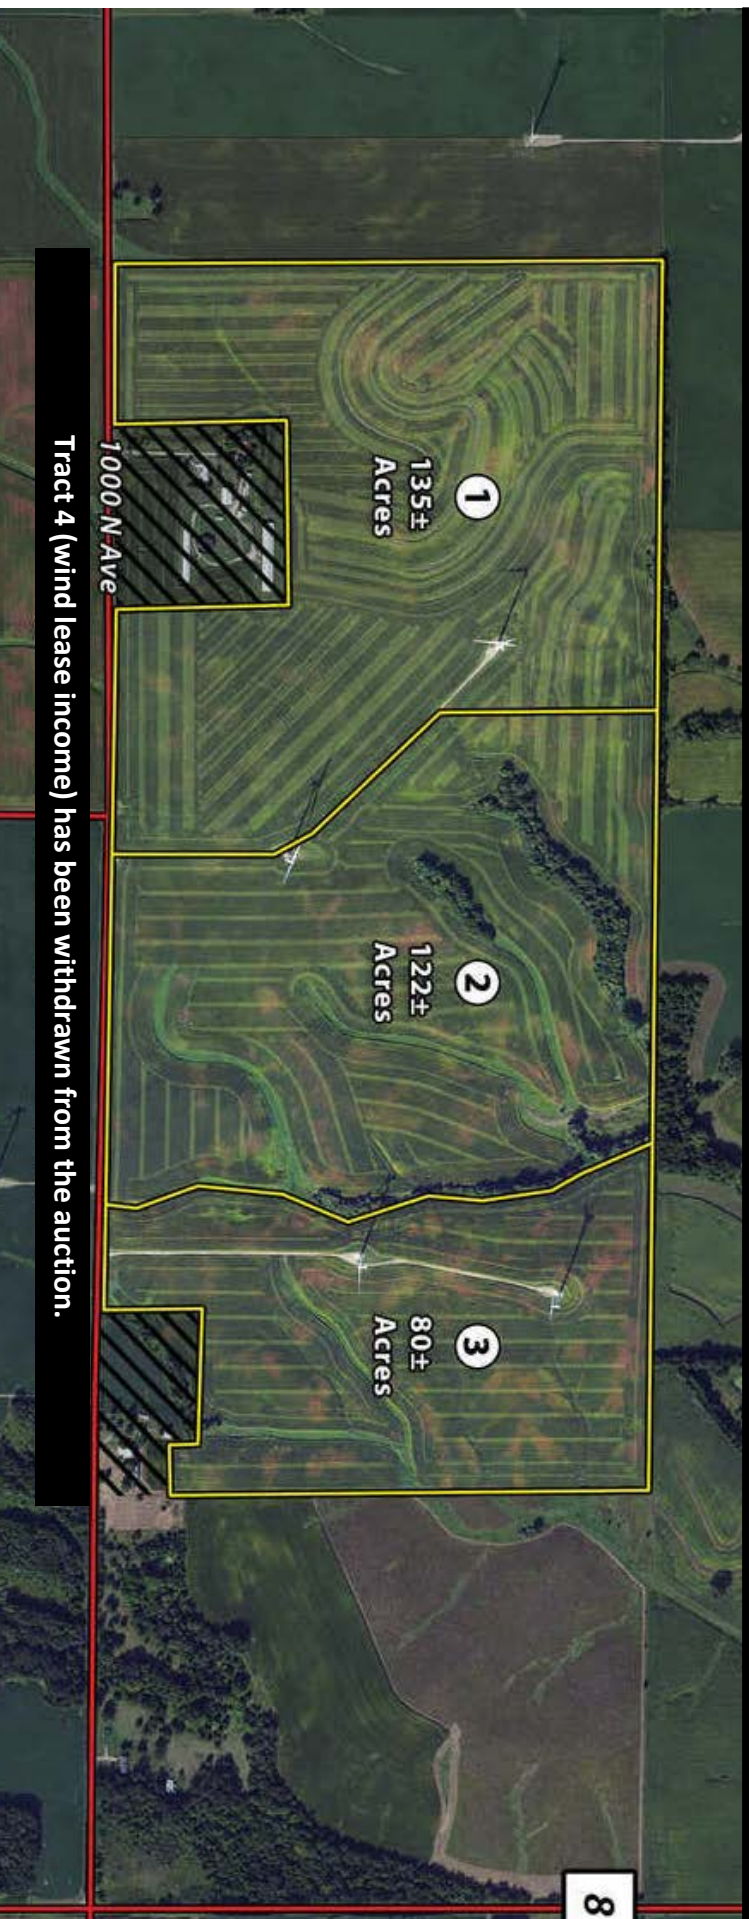 1
135±
Acres
2
122±
Acres
3
80±
Acres
8
1000 N Ave
Tract 4 (wind lease income) has been withdrawn from the auction.